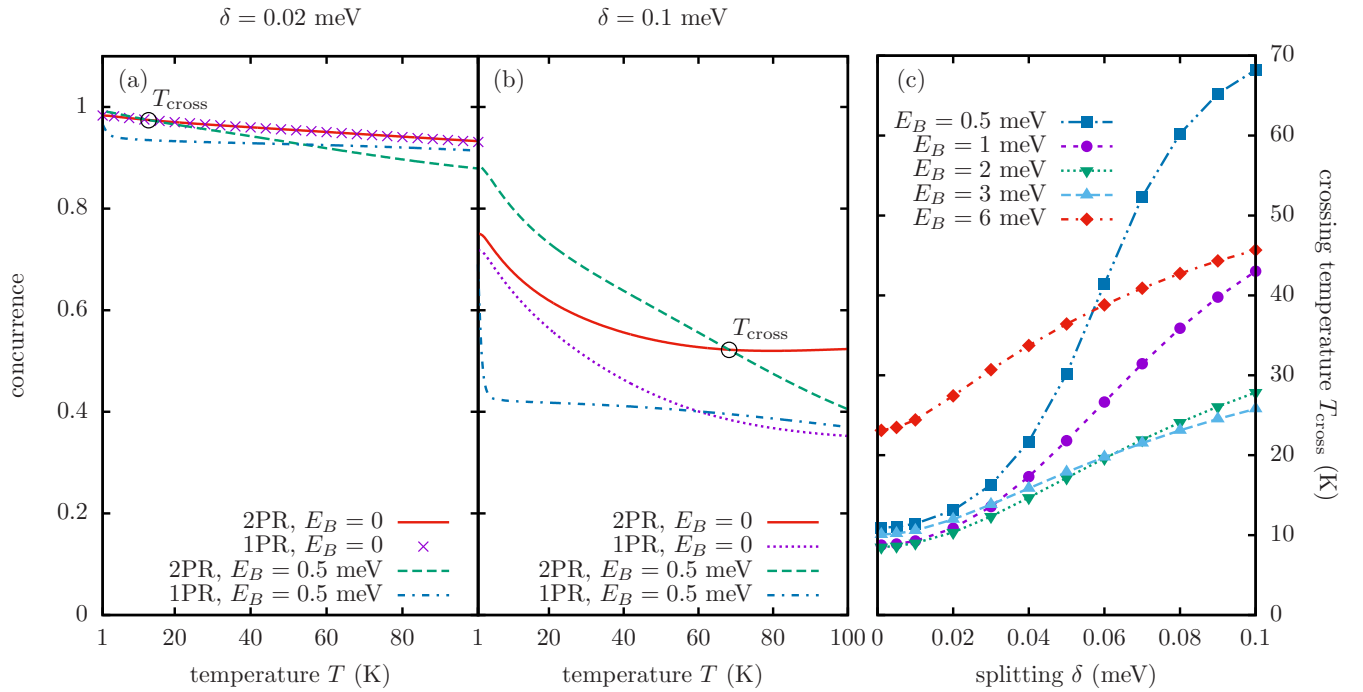 δ = 0.02 meV
δ = 0.1 meV
concurrence
1
0.8
0.6
0.4
0.2
0
(a)
T_cross
2PR, E_B = 0
1PR, E_B = 0
2PR, E_B = 0.5 meV
1PR, E_B = 0.5 meV
1 20 40 60 80
temperature T (K)
(b)
T_cross
2PR, E_B = 0
1PR, E_B = 0
2PR, E_B = 0.5 meV
1PR, E_B = 0.5 meV
1 20 40 60 80 100
temperature T (K)
(c)
E_B = 0.5 meV
E_B = 1 meV
E_B = 2 meV
E_B = 3 meV
E_B = 6 meV
0 0.02 0.04 0.06 0.08 0.1
splitting δ (meV)
70
60
50
40
30
20
10
0
crossing temperature T_cross (K)